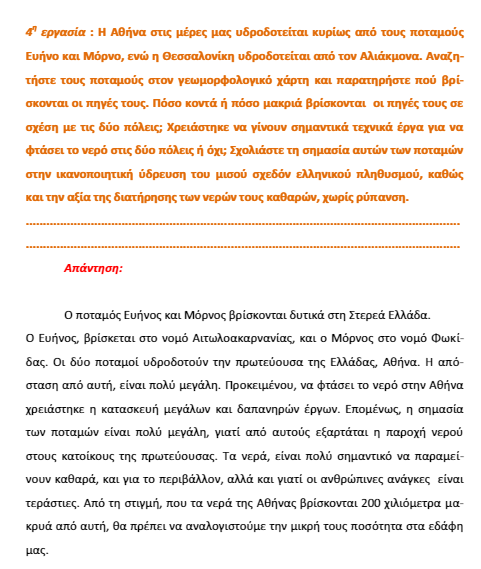 4η εργασία : Η Αθήνα στις μέρες μας υδροδοτείται κυρίως από τους ποταμούς
Ευήνο και Μόρνο, ενώ η Θεσσαλονίκη υδροδοτείται από τον Αλιάκμονα. Αναζη-
τήστε τους ποταμούς στον γεωμορφολογικό χάρτη και παρατηρήστε πού βρί-
σκονται οι πηγές τους. Πόσο κοντά ή πόσο μακριά βρίσκονται οι πηγές τους σε
σχέση με τις δύο πόλεις; Χρειάστηκε να γίνουν σημαντικά τεχνικά έργα για να
φτάσει το νερό στις δύο πόλεις ή όχι; Σχολιάστε τη σημασία αυτών των ποταμών
στην ικανοποιητική ύδρευση του μισού σχεδόν ελληνικού πληθυσμού, καθώς
και την αξία της διατήρησης των νερών τους καθαρών, χωρίς ρύπανση.
................................................................................................................................
................................................................................................................................
Απάντηση:
Ο ποταμός Ευήνος και Μόρνος βρίσκονται δυτικά στη Στερεά Ελλάδα.
Ο Ευήνος, βρίσκεται στο νομό Αιτωλοακαρνανίας, και ο Μόρνος στο νομό Φωκί-
δας. Οι δύο ποταμοί υδροδοτούν την πρωτεύουσα της Ελλάδας, Αθήνα. Η από-
σταση από αυτή, είναι πολύ μεγάλη. Προκειμένου, να φτάσει το νερό στην Αθήνα
χρειάστηκε η κατασκευή μεγάλων και δαπανηρών έργων. Επομένως, η σημασία
των ποταμών είναι πολύ μεγάλη, γιατί από αυτούς εξαρτάται η παροχή νερού
στους κατοίκους της πρωτεύουσας. Τα νερά, είναι πολύ σημαντικό να παραμεί-
νουν καθαρά, και για το περιβάλλον, αλλά και γιατί οι ανθρώπινες ανάγκες είναι
τεράστιες. Από τη στιγμή, που τα νερά της Αθήνας βρίσκονται 200 χιλιόμετρα μα-
κρυά από αυτή, θα πρέπει να αναλογιστούμε την μικρή τους ποσότητα στα εδάφη
μας.